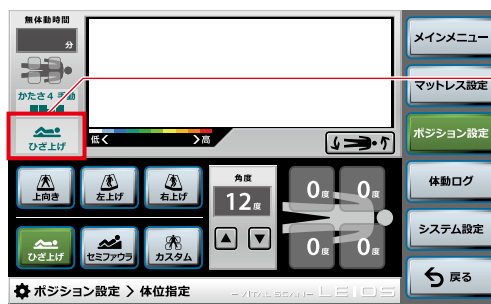 無体動時間
分
かたさ4 手動
ひざ上げ
低く
>高
メインメニュー
マットレス設定
ポジション設定
体動ログ
システム設定
戻る
上向き
左上げ
右上げ
ひざ上げ
セミファウラ
カスタム
角度
12度
0度
0度
0度
0度
ポジション設定 > 体位指定
-VITAL SCAN- LEIOS